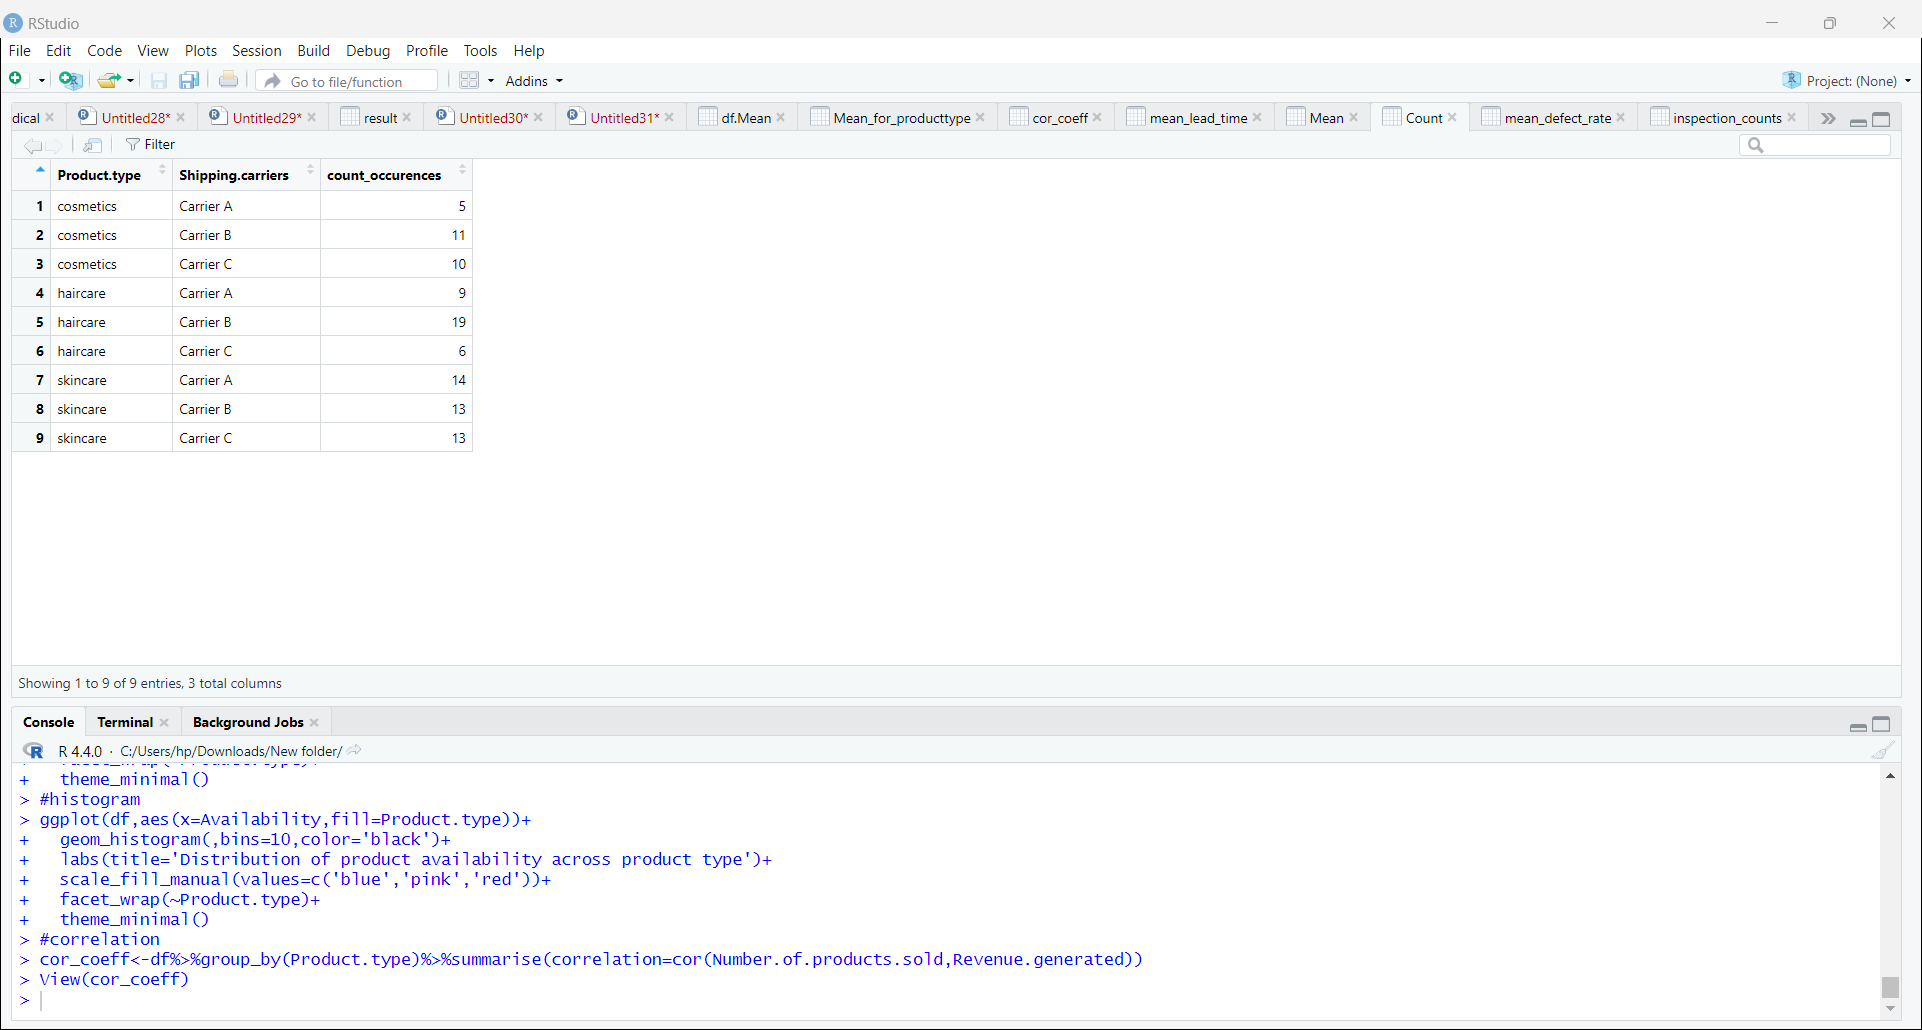 RStudio
File Edit Code View Plots Session Build Debug Profile Tools Help
Go to file/function Addins Project: (None)
dical Untitled28* Untitled29* result Untitled30* Untitled31* df.Mean Mean_for_producttype cor_coeff mean_lead_time Mean Count mean_defect_rate inspection_counts
Filter
Product.type Shipping.carriers count_occurences
1 cosmetics Carrier A 5
2 cosmetics Carrier B 11
3 cosmetics Carrier C 10
4 haircare Carrier A 9
5 haircare Carrier B 19
6 haircare Carrier C 6
7 skincare Carrier A 14
8 skincare Carrier B 13
9 skincare Carrier C 13
Showing 1 to 9 of 9 entries, 3 total columns
Console Terminal Background Jobs
R 4.4.0 · C:/Users/hp/Downloads/New folder/
+   theme_minimal()
> #histogram
> ggplot(df,aes(x=Availability,fill=Product.type))+
+   geom_histogram(,bins=10,color='black')+
+   labs(title='Distribution of product availability across product type')+
+   scale_fill_manual(values=c('blue','pink','red'))+
+   facet_wrap(~Product.type)+
+   theme_minimal()
> #correlation
> cor_coeff<-df%>%group_by(Product.type)%>%summarise(correlation=cor(Number.of.products.sold,Revenue.generated))
> View(cor_coeff)
>